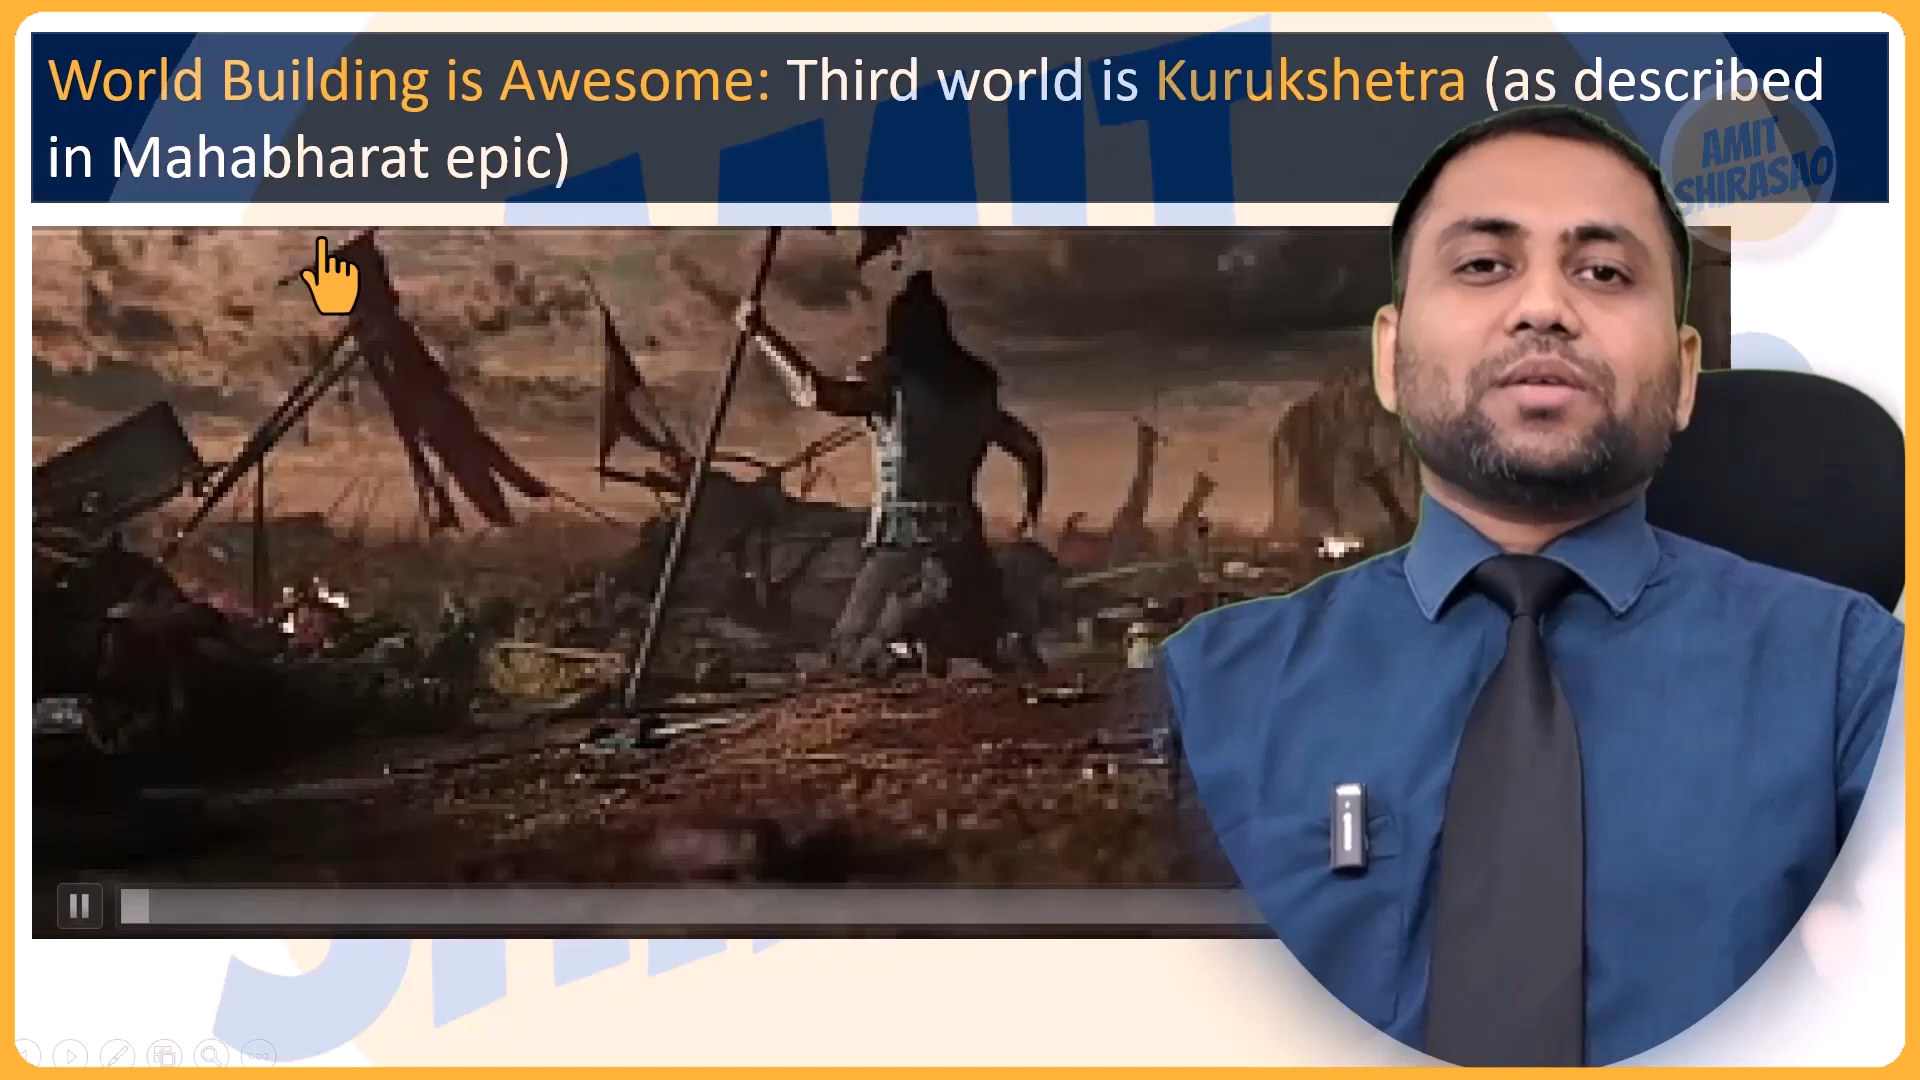 World Building is Awesome: Third world is Kurukshetra (as described
in Mahabharat epic)
AMIT
SHIRASAO